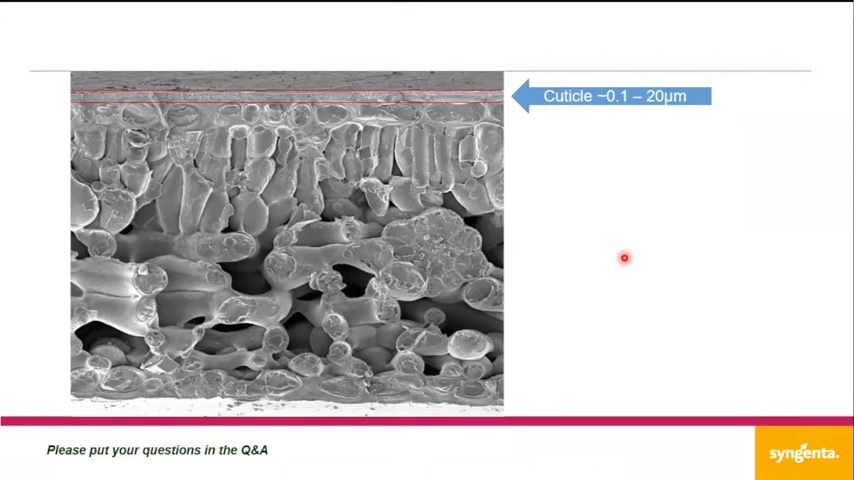 Cuticle ~0.1 – 20μm
Please put your questions in the Q&A
syngenta.